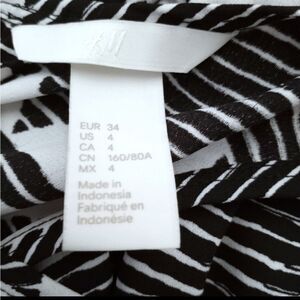 H&M
EUR 34
US 4
CA 4
CN 160/80A
MX 4
Made in
Indonesia
Fabriqué en
Indonésie